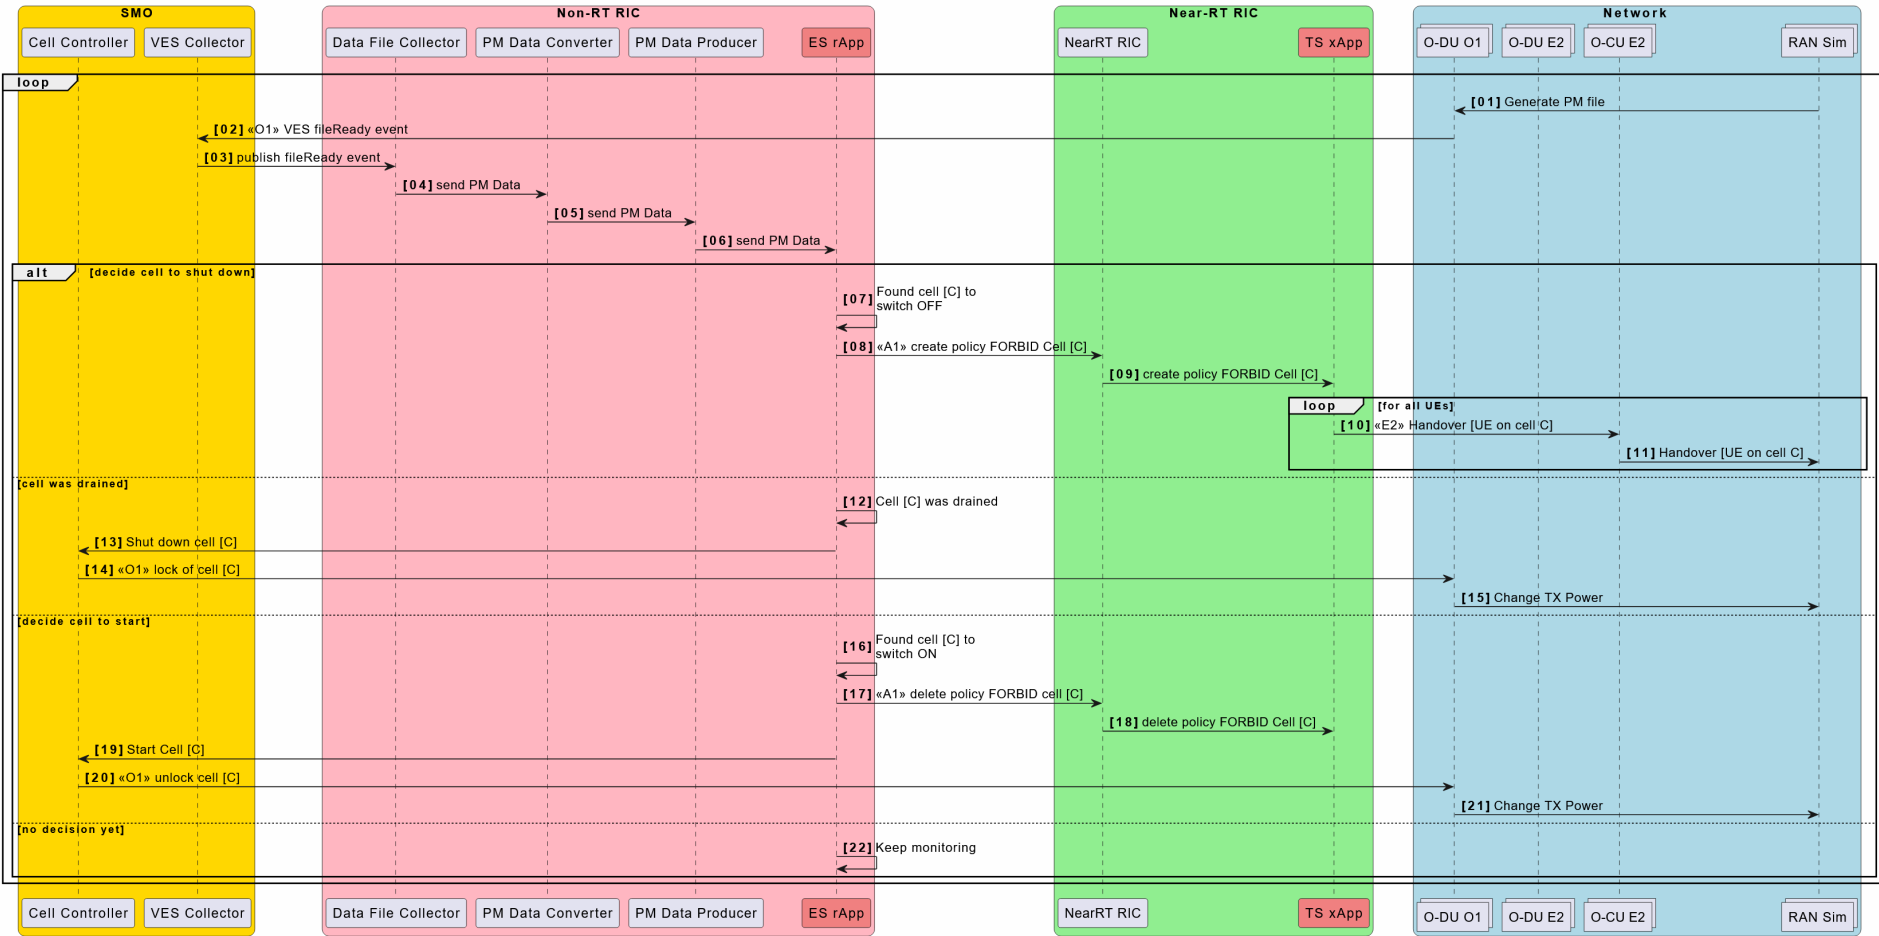 SMO
Non-RT RIC
Near-RT RIC
Network
Cell Controller
VES Collector
Data File Collector
PM Data Converter
PM Data Producer
ES rApp
NearRT RIC
TS xApp
O-DU O1
O-DU E2
O-CU E2
RAN Sim
loop
[01] Generate PM file
[02] «O1» VES fileReady event
[03] publish fileReady event
[04] send PM Data
[05] send PM Data
[06] send PM Data
alt [decide cell to shut down]
[07] Found cell [C] to
switch OFF
[08] «A1» create policy FORBID Cell [C]
[09] create policy FORBID Cell [C]
loop [for all UEs]
[10] «E2» Handover [UE on cell C]
[11] Handover [UE on cell C]
[cell was drained]
[12] Cell [C] was drained
[13] Shut down cell [C]
[14] «O1» lock of cell [C]
[15] Change TX Power
[decide cell to start]
[16] Found cell [C] to
switch ON
[17] «A1» delete policy FORBID cell [C]
[18] delete policy FORBID Cell [C]
[19] Start Cell [C]
[20] «O1» unlock cell [C]
[21] Change TX Power
[no decision yet]
[22] Keep monitoring
Cell Controller
VES Collector
Data File Collector
PM Data Converter
PM Data Producer
ES rApp
NearRT RIC
TS xApp
O-DU O1
O-DU E2
O-CU E2
RAN Sim